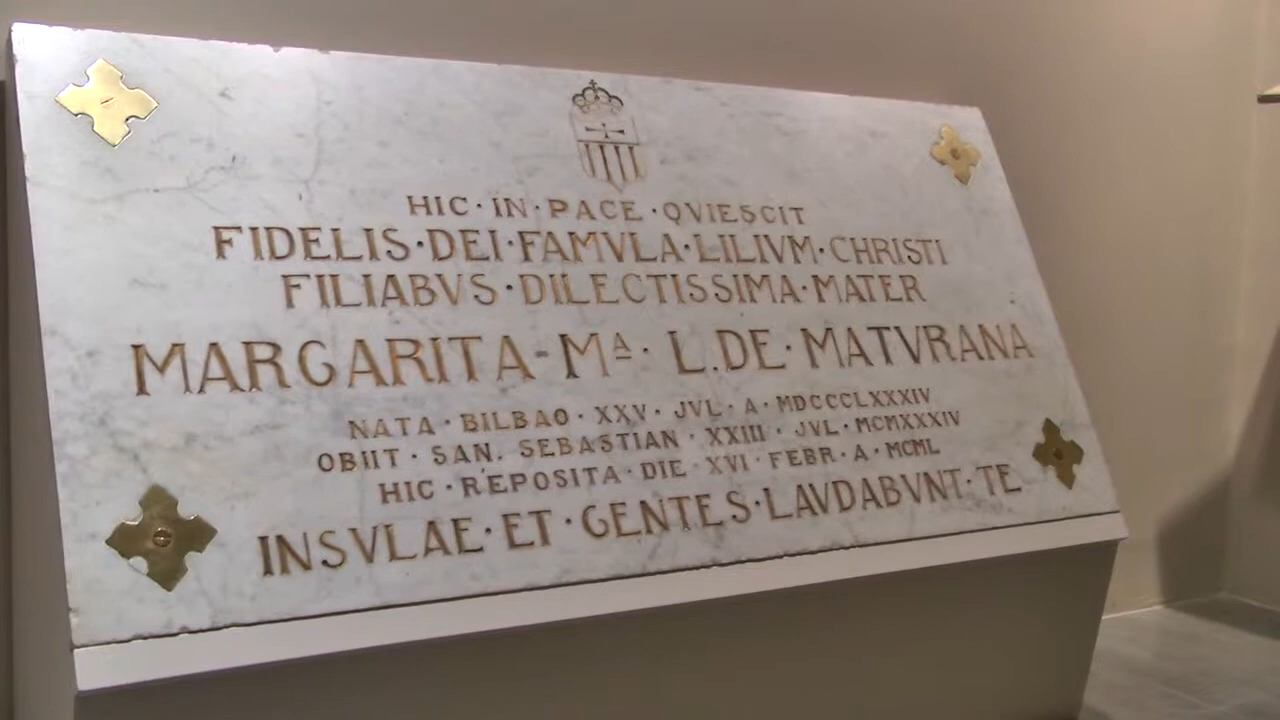 HIC·IN·PACE·QVIESCIT
FIDELIS·DEI·FAMVLA·LILIVM·CHRISTI
FILIABVS·DILECTISSIMA·MATER
MARGARITA-Mª· L.DE·MATVRANA
NATA·BILBAO·XXV·JVL·A·MDCCCLXXXIV
OBIIT·SAN. SEBASTIAN·XXIII·JVL·MCMXXXIV
HIC·REPOSITA·DIE·XVI·FEBR·A·MCML
INSVLAE·ET·GENTES·LAVDABVNT·TE